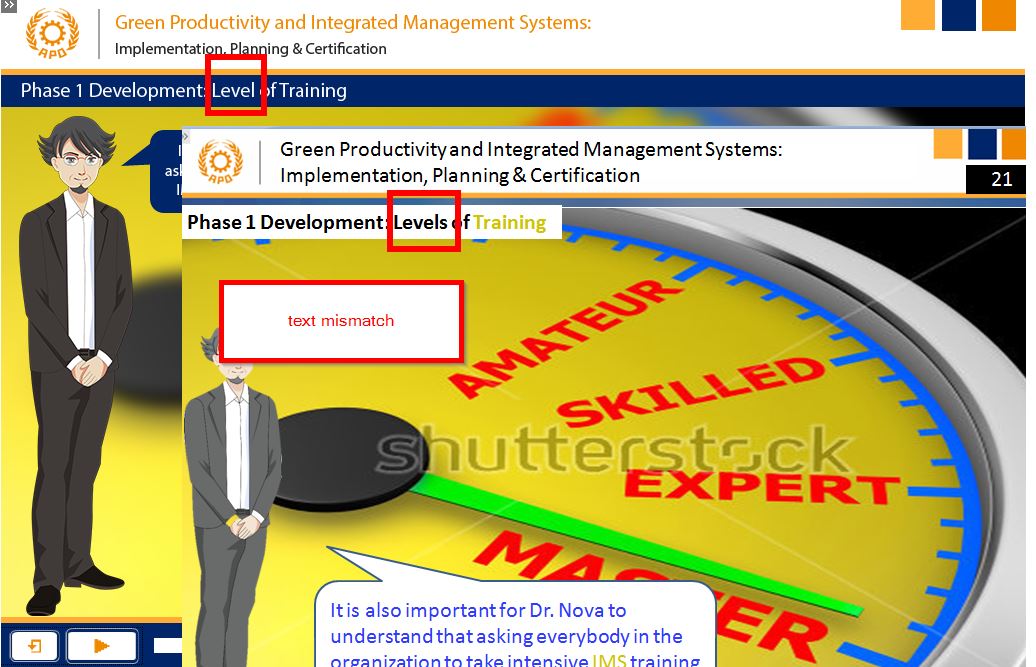 Green Productivity and Integrated Management Systems:
Implementation, Planning & Certification
APO
Phase 1 Development: Level of Training
Green Productivity and Integrated Management Systems:
Implementation, Planning & Certification
APO
21
Phase 1 Development: Levels of Training
text mismatch
AMATEUR
SKILLED
shutterstock
EXPERT
MASTER
It is also important for Dr. Nova to
understand that asking everybody in the
organization to take intensive IMS training